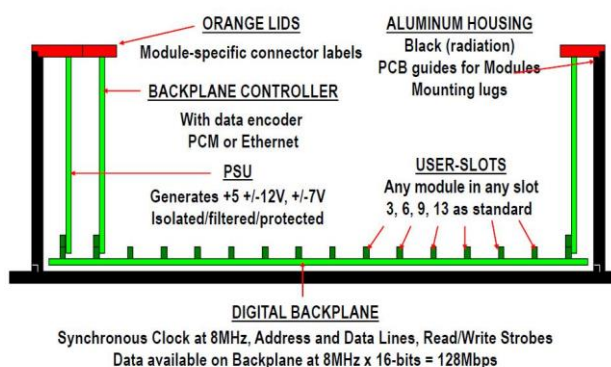 ORANGE LIDS
Module-specific connector labels
BACKPLANE CONTROLLER
With data encoder
PCM or Ethernet
PSU
Generates +5 +/-12V, +/-7V
Isolated/filtered/protected
ALUMINUM HOUSING
Black (radiation)
PCB guides for Modules
Mounting lugs
USER-SLOTS
Any module in any slot
3, 6, 9, 13 as standard
DIGITAL BACKPLANE
Synchronous Clock at 8MHz, Address and Data Lines, Read/Write Strobes
Data available on Backplane at 8MHz x 16-bits = 128Mbps